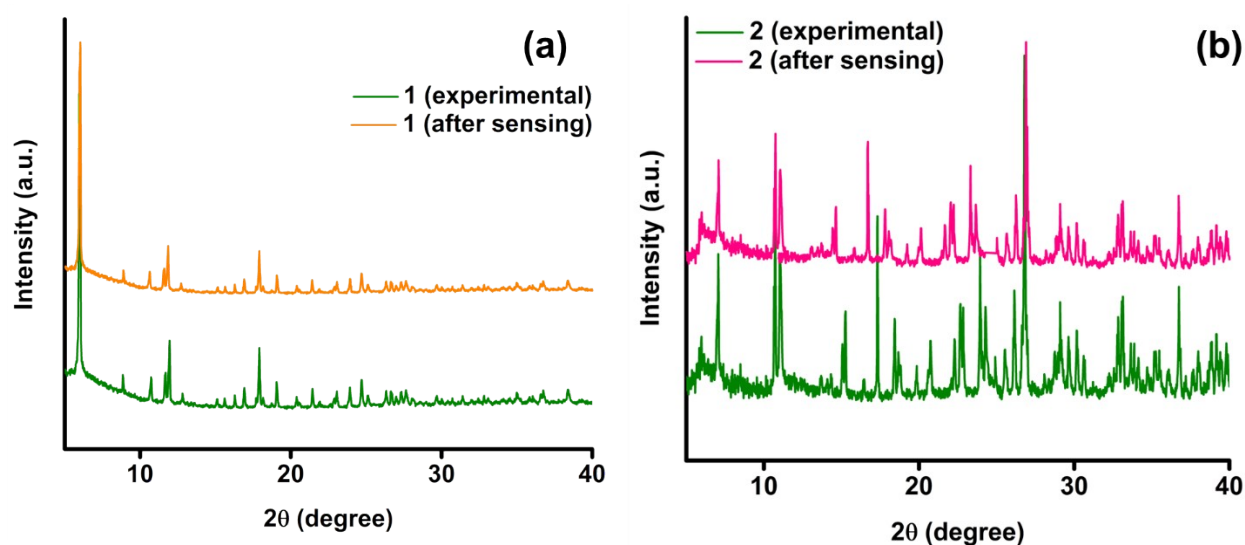 (a)
1 (experimental)
1 (after sensing)
Intensity (a.u.)
10 20 30 40
2θ (degree)
2 (experimental)
2 (after sensing)
(b)
Intensity (a.u.)
10 20 30 40
2θ (degree)